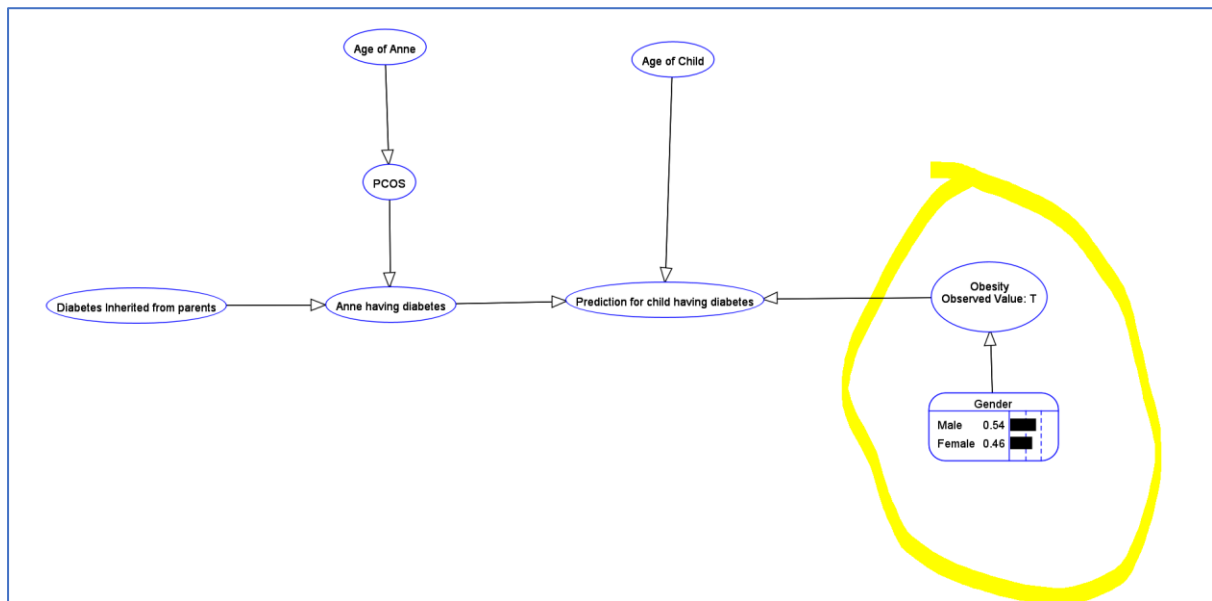 Age of Anne
Age of Child
PCOS
Diabetes Inherited from parents
Anne having diabetes
Prediction for child having diabetes
Obesity
Observed Value: T
Gender
Male 0.54
Female 0.46